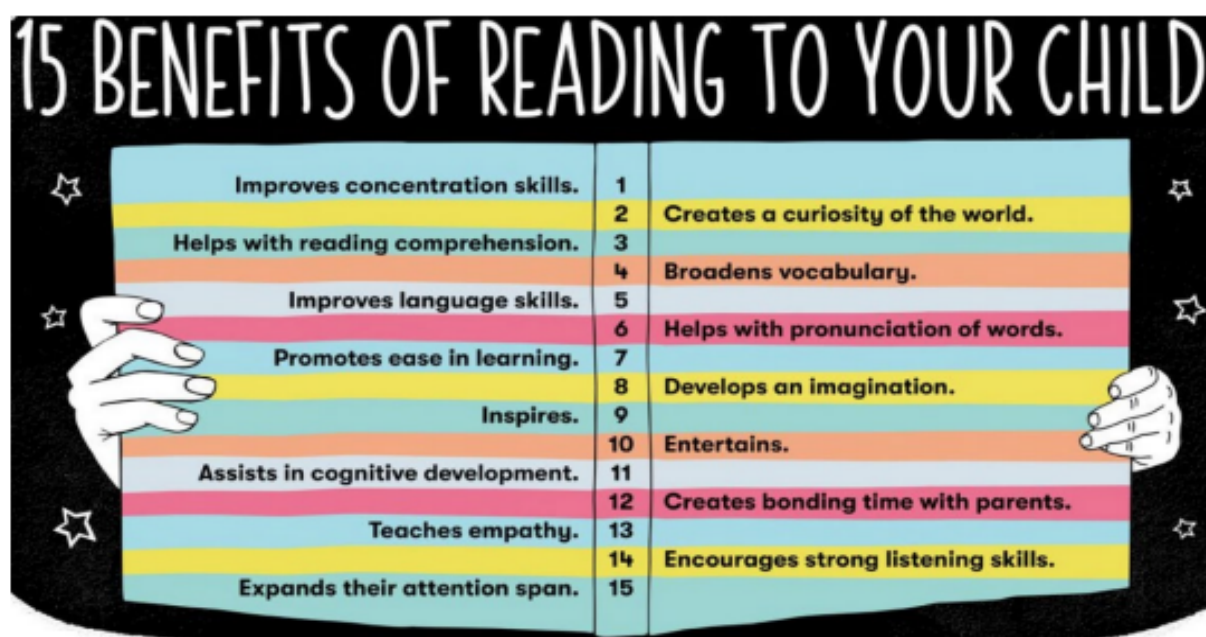 15 BENEFITS OF READING TO YOUR CHILD
Improves concentration skills. 1
2 Creates a curiosity of the world.
Helps with reading comprehension. 3
4 Broadens vocabulary.
Improves language skills. 5
6 Helps with pronunciation of words.
Promotes ease in learning. 7
8 Develops an imagination.
Inspires. 9
10 Entertains.
Assists in cognitive development. 11
12 Creates bonding time with parents.
Teaches empathy. 13
14 Encourages strong listening skills.
Expands their attention span. 15